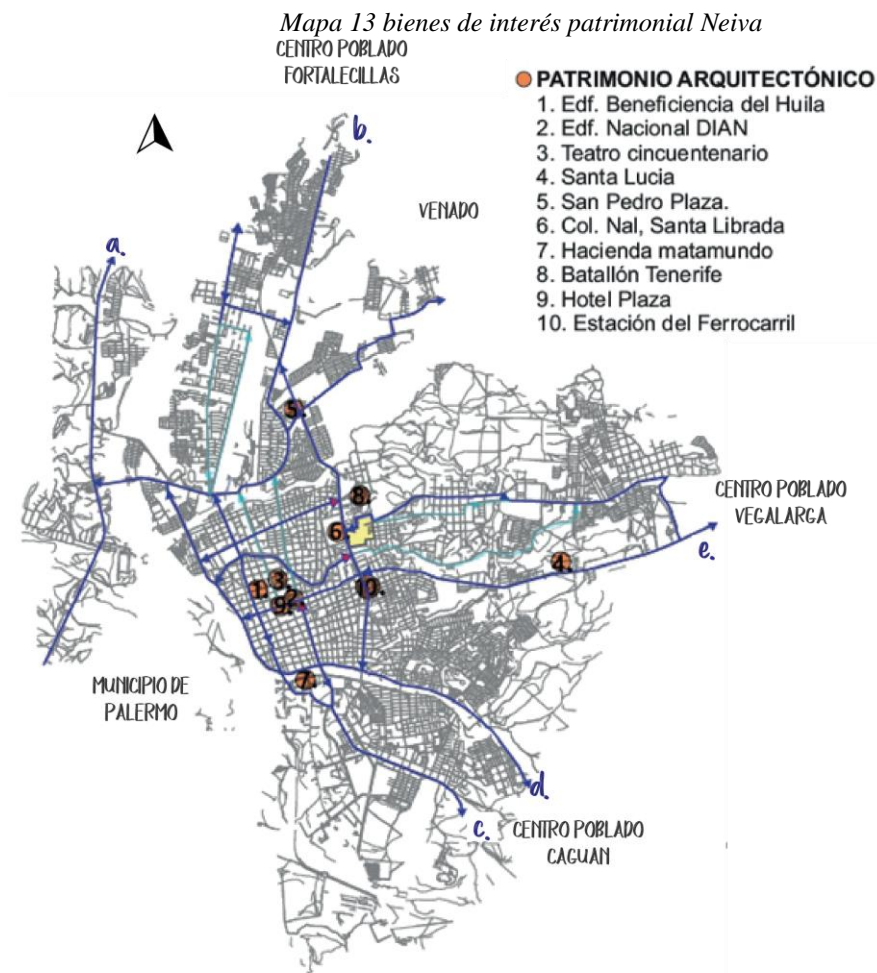 Mapa 13 bienes de interés patrimonial Neiva
CENTRO POBLADO
FORTALECILLAS
PATRIMONIO ARQUITECTÓNICO
1. Edf. Beneficiencia del Huila
2. Edf. Nacional DIAN
3. Teatro cincuentenario
4. Santa Lucia
5. San Pedro Plaza.
6. Col. Nal, Santa Librada
7. Hacienda matamundo
8. Batallón Tenerife
9. Hotel Plaza
10. Estación del Ferrocarril
b.
VENADO
a.
5.
8.
CENTRO POBLADO
VEGALARGA
6.
e.
4.
3.
1.
10.
2.
9.
7.
MUNICIPIO DE
PALERMO
d.
c.
CENTRO POBLADO
CAGUAN